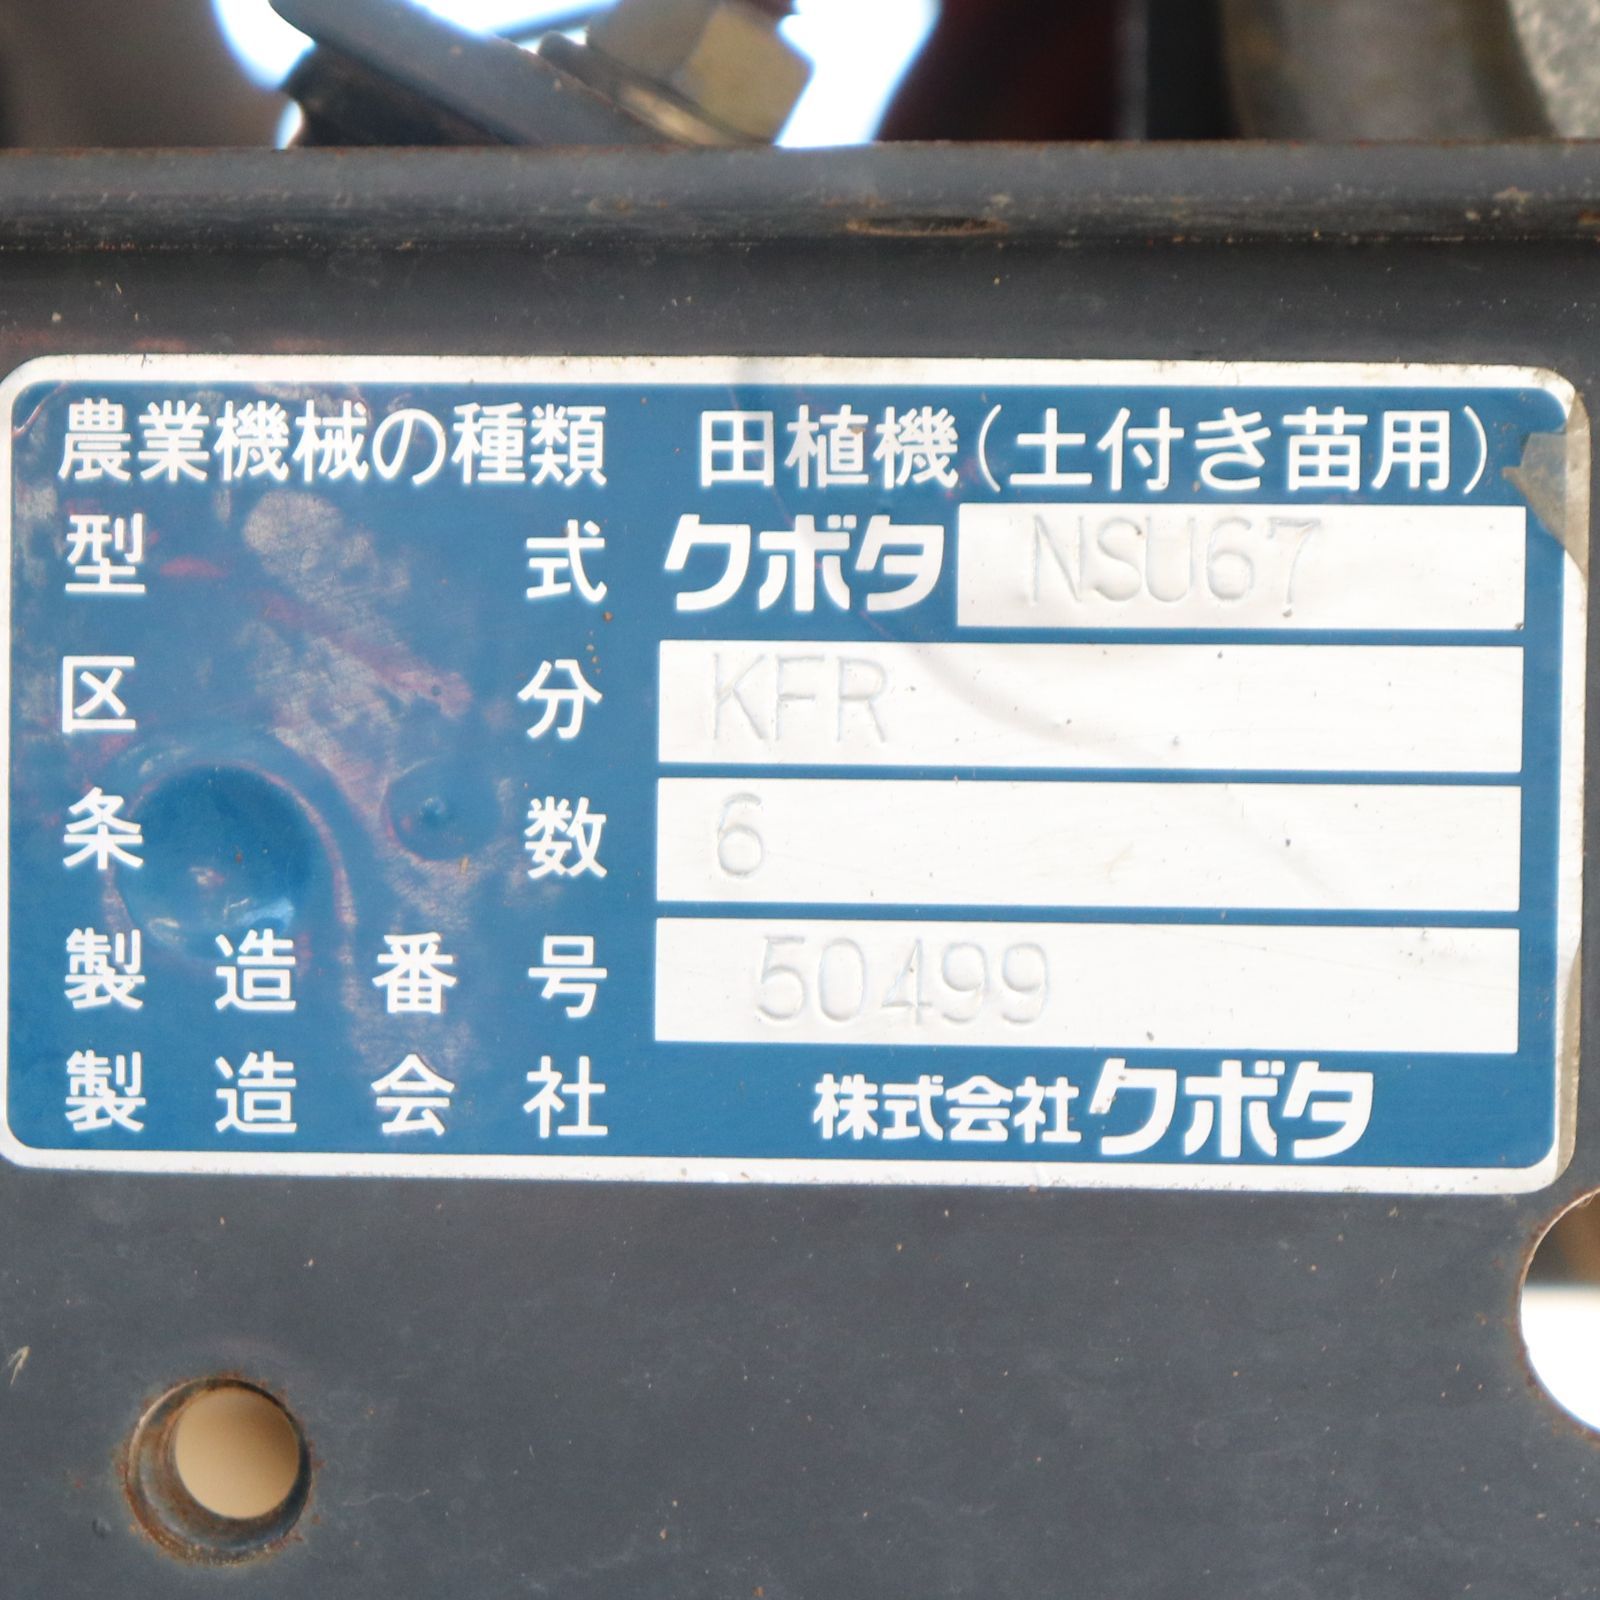 農業機械の種類 田植機(土付き苗用)
型式 クボタ NSU67
区分 KFR
条数 6
製造番号 50499
製造会社 株式会社クボタ